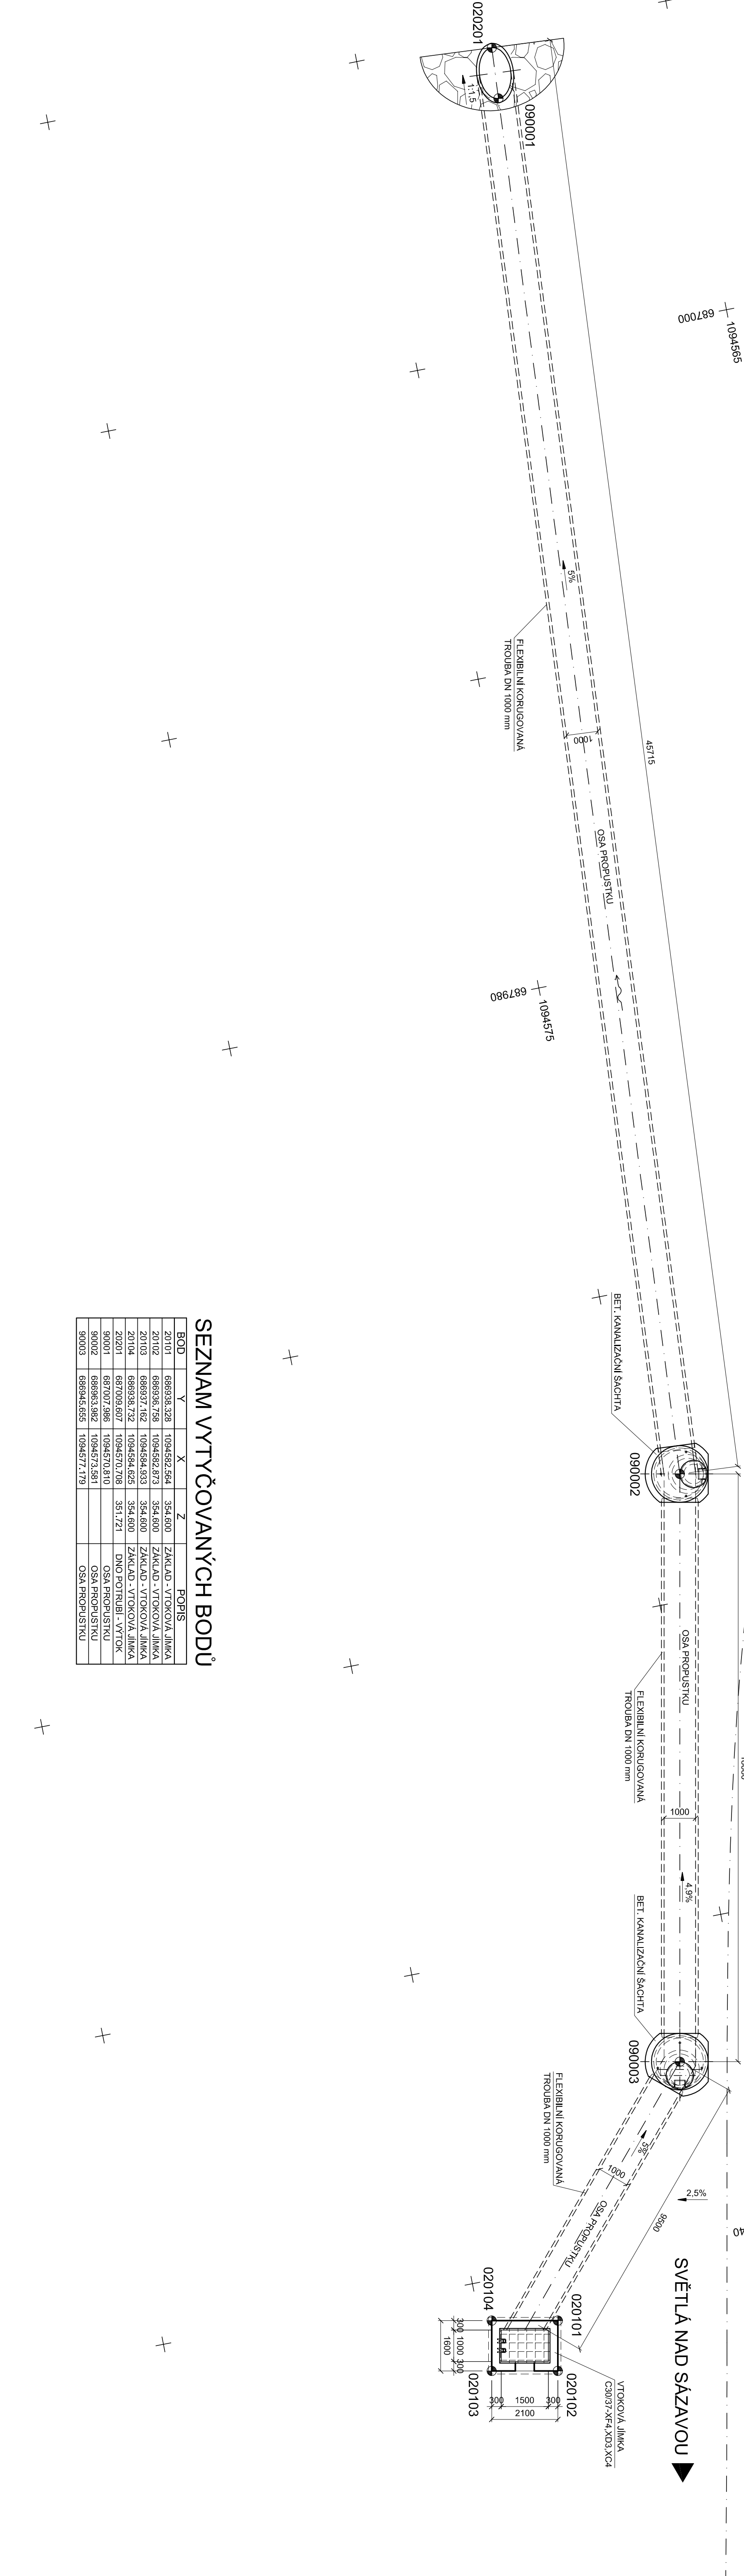 020201
1:1,5
090001
687000
1094565
5%
FLEXIBILNÍ KORUGOVANÁ
TROUBA DN 1000 mm
1000
45715
OSA PROPUSTKU
687980
1094575
BET. KANALIZAČNÍ ŠACHTA
090002
OSA PROPUSTKU
FLEXIBILNÍ KORUGOVANÁ
TROUBA DN 1000 mm
1000
4,9%
BET. KANALIZAČNÍ ŠACHTA
090003
FLEXIBILNÍ KORUGOVANÁ
TROUBA DN 1000 mm
5%
1000
OSA PROPUSTKU
9500
2,5%
40
SVĚTLÁ NAD SÁZAVOU
020104
020101
020103
020102
300 1000 300
1600
300 1500 300
2100
VTOKOVÁ JÍMKA
C30/37-XF4,XD3,XC4
SEZNAM VYTYČOVANÝCH BODŮ
BOD Y X Z POPIS
20101 686938,328 1094582,564 354,600 ZÁKLAD - VTOKOVÁ JÍMKA
20102 686936,758 1094582,873 354,600 ZÁKLAD - VTOKOVÁ JÍMKA
20103 686937,162 1094584,933 354,600 ZÁKLAD - VTOKOVÁ JÍMKA
20104 686938,732 1094584,625 354,600 ZÁKLAD - VTOKOVÁ JÍMKA
20201 687009,607 1094570,708 351,721 DNO POTRUBÍ - VÝTOK
90001 687007,986 1094570,810 OSA PROPUSTKU
90002 686963,982 1094573,581 OSA PROPUSTKU
90003 686945,655 1094577,179 OSA PROPUSTKU